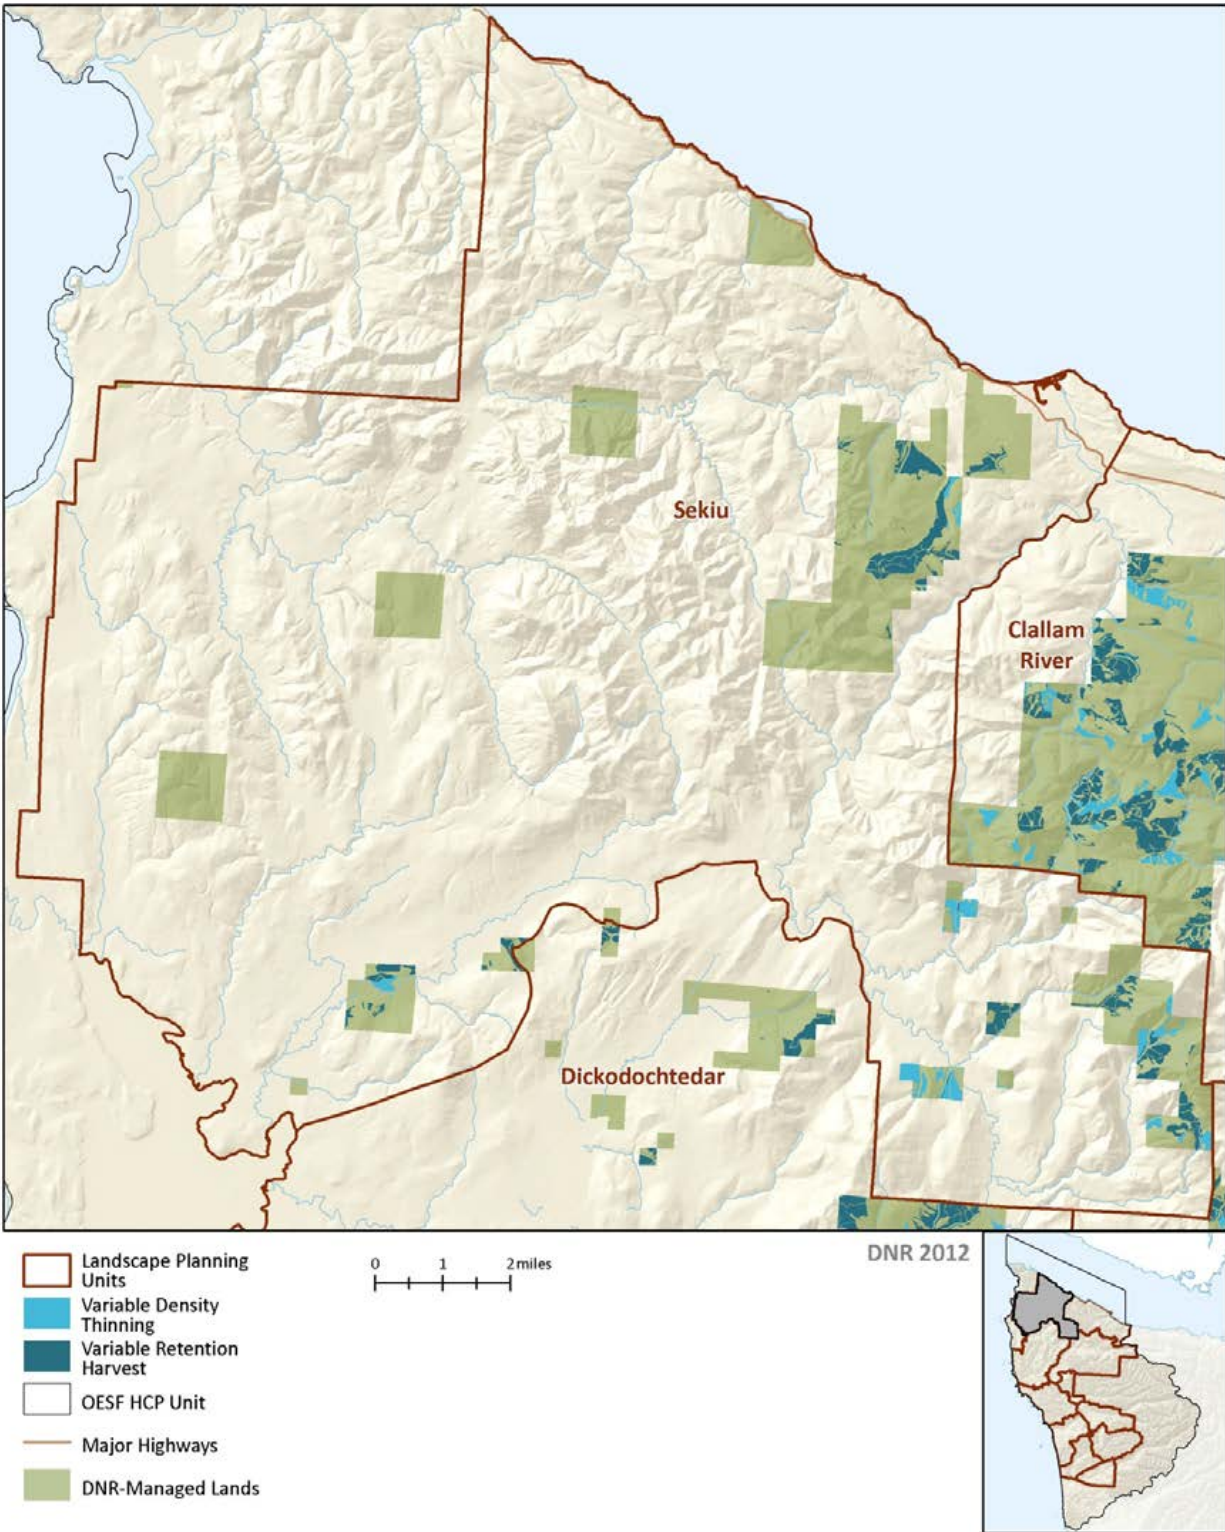 Sekiu
Clallam
River
Dickodochtedar
DNR 2012
Landscape Planning
Units
Variable Density
Thinning
Variable Retention
Harvest
OESF HCP Unit
Major Highways
DNR-Managed Lands
0 1 2 miles